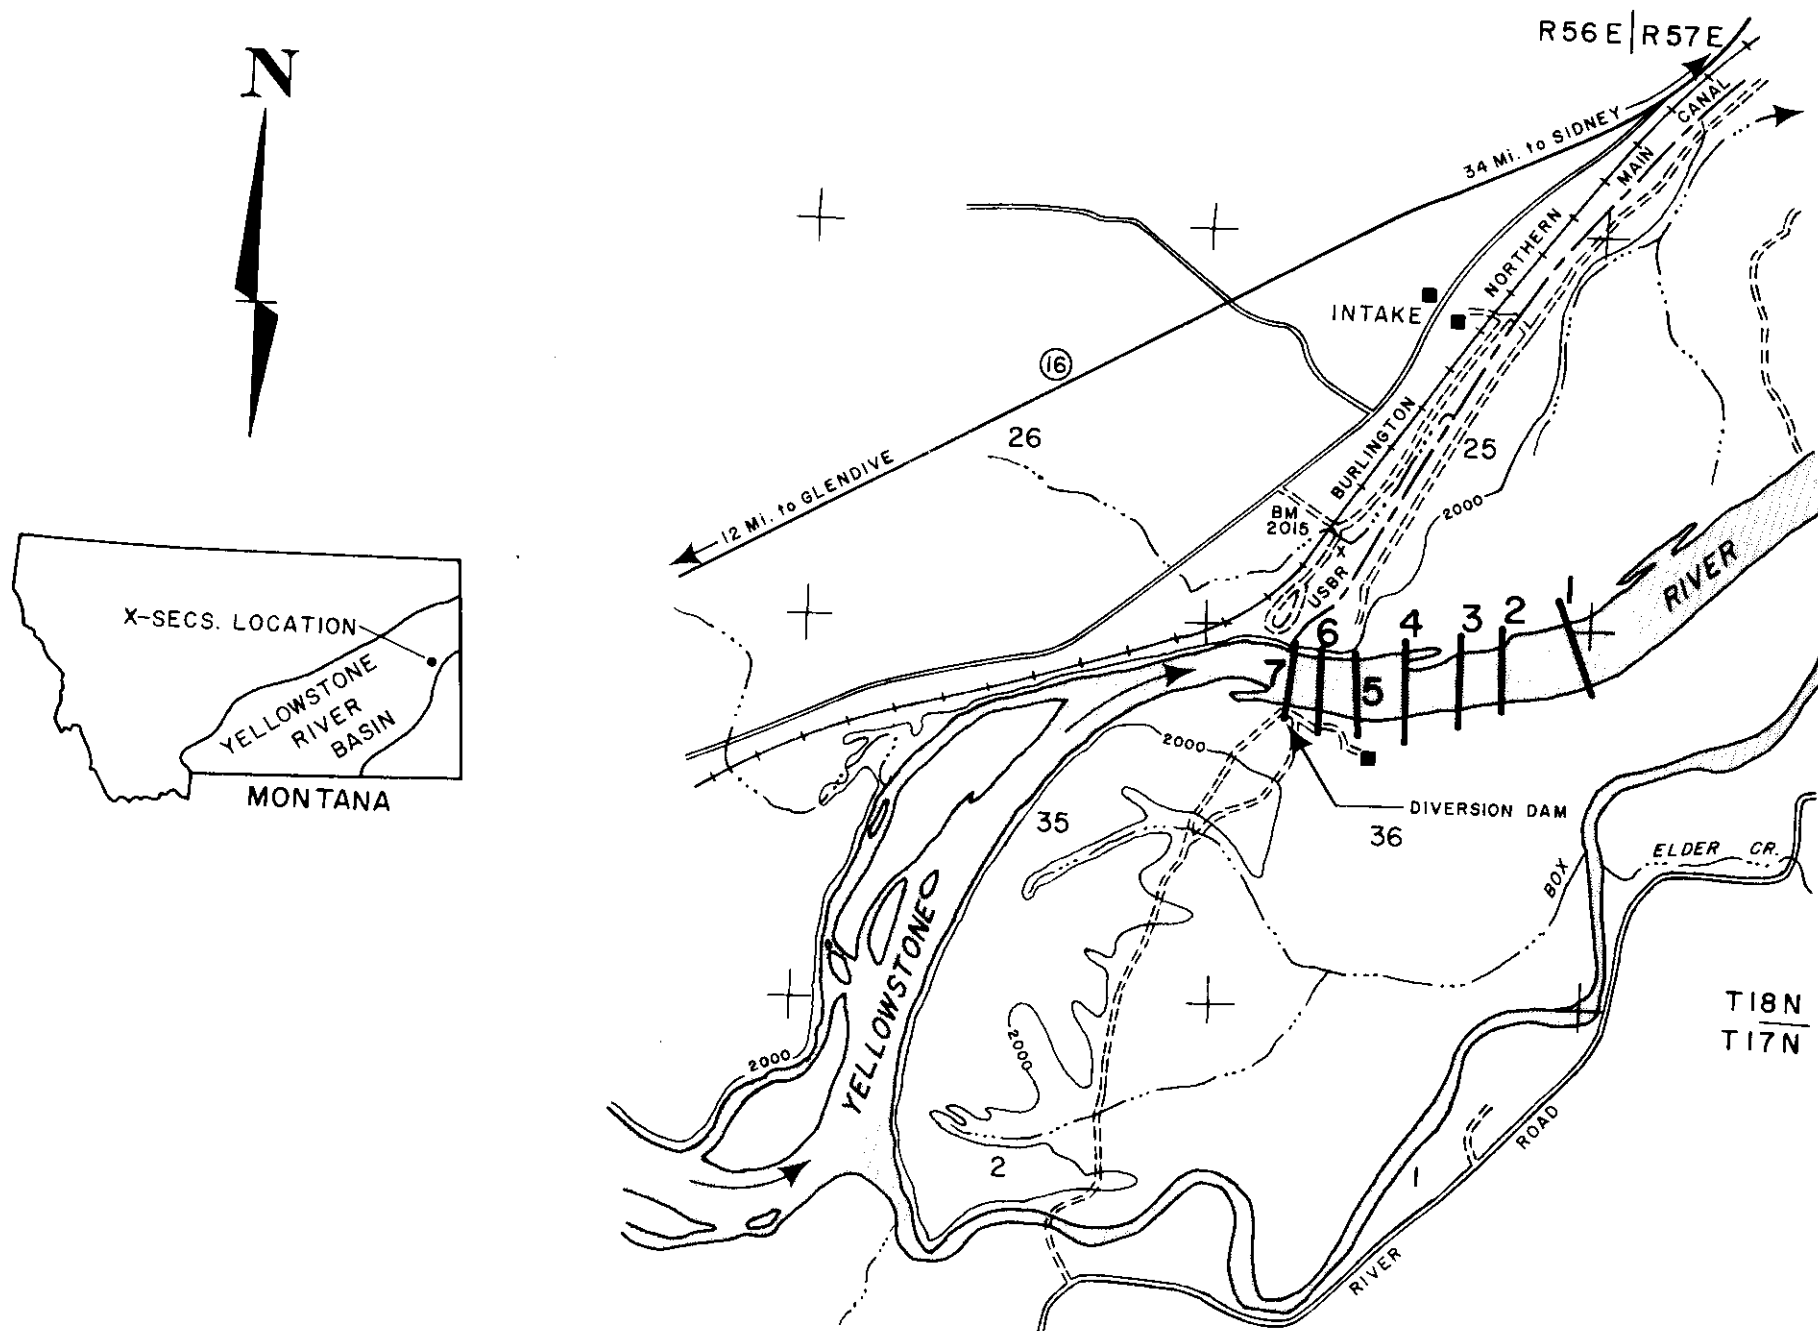 R56E|R57E
N
34 Mi. to SIDNEY
MAIN CANAL
BURLINGTON NORTHERN
INTAKE
16
26
25
12 Mi. to GLENDIVE
BM
2015
2000
USBR
X
RIVER
X-SECS. LOCATION
YELLOWSTONE
RIVER
BASIN
MONTANA
7
6
5
4
3
2
1
2000
DIVERSION DAM
35
36
BOX ELDER CR.
YELLOWSTONE
2000
2000
T18N
T17N
2
1
RIVER ROAD